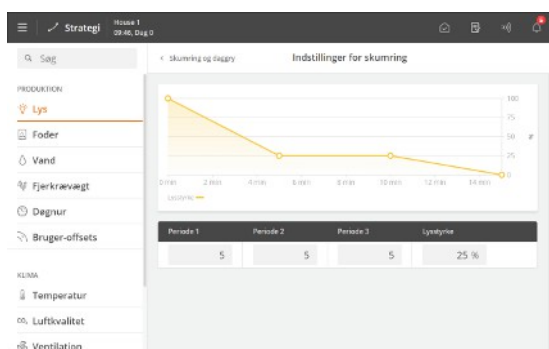 Strategi
House 1
09:46, Dag 0
6
Søg
< Skumring og daggry
Indstillinger for skumring
PRODUKTION
Lys
Foder
Vand
Fjerkrævægt
Døgnur
Bruger-offsets
KLIMA
Temperatur
CO₂ Luftkvalitet
Ventilation
100
75
50
25
0
%
0 min 2 min 4 min 6 min 8 min 10 min 12 min 14 min
Lysstyrke
Periode 1 Periode 2 Periode 3 Lysstyrke
5 5 5 25 %